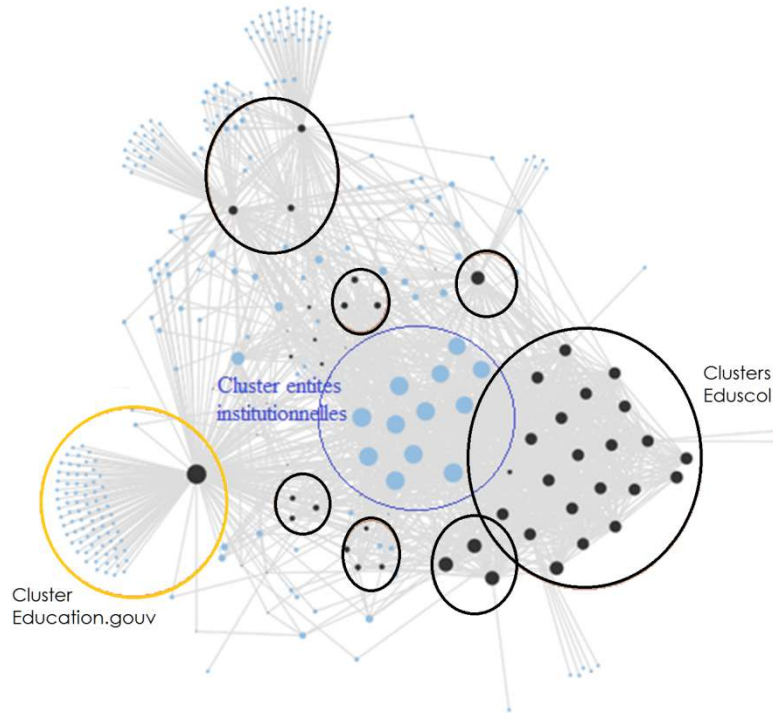 Cluster entités
institutionnelles
Clusters
Eduscol
Cluster
Education.gouv